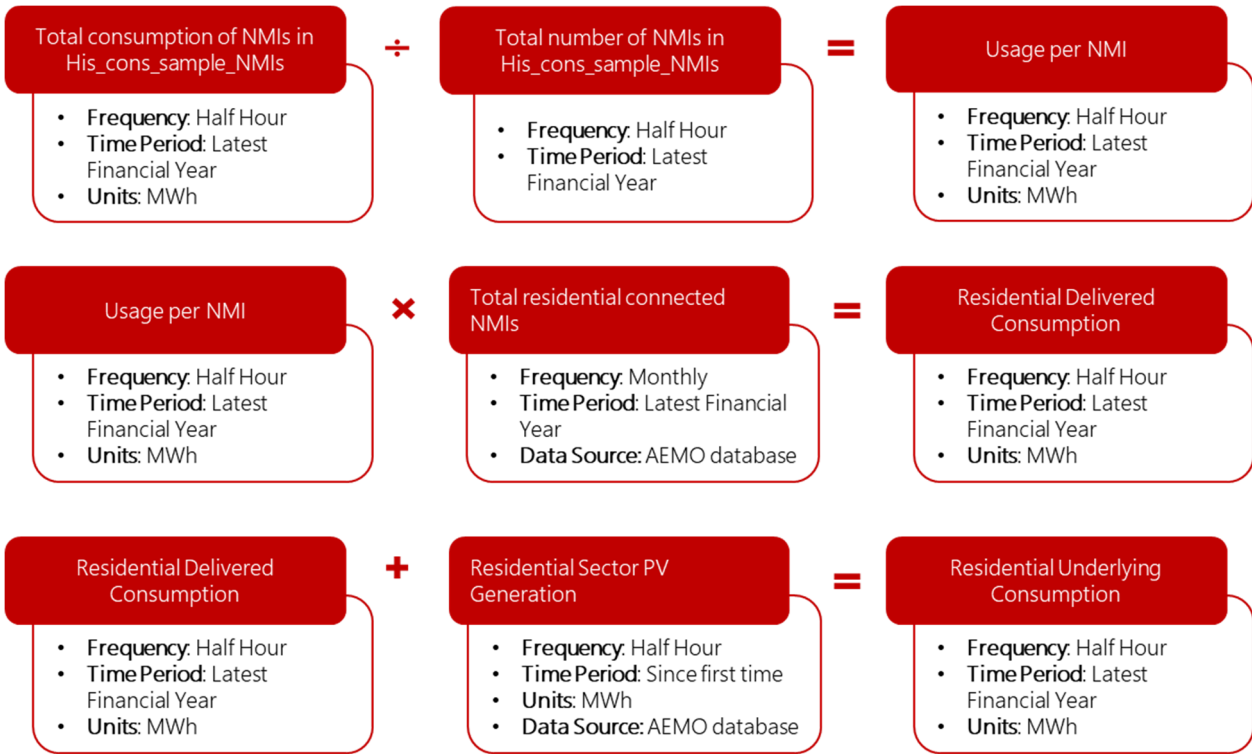 Total consumption of NMIs in
His_cons_sample_NMIs
• Frequency: Half Hour
• Time Period: Latest
Financial Year
• Units: MWh
÷
Total number of NMIs in
His_cons_sample_NMIs
• Frequency: Half Hour
• Time Period: Latest
Financial Year
=
Usage per NMI
• Frequency: Half Hour
• Time Period: Latest
Financial Year
• Units: MWh
Usage per NMI
• Frequency: Half Hour
• Time Period: Latest
Financial Year
• Units: MWh
×
Total residential connected
NMIs
• Frequency: Monthly
• Time Period: Latest Financial
Year
• Data Source: AEMO database
=
Residential Delivered
Consumption
• Frequency: Half Hour
• Time Period: Latest
Financial Year
• Units: MWh
Residential Delivered
Consumption
• Frequency: Half Hour
• Time Period: Latest
Financial Year
• Units: MWh
+
Residential Sector PV
Generation
• Frequency: Half Hour
• Time Period: Since first time
• Units: MWh
• Data Source: AEMO database
=
Residential Underlying
Consumption
• Frequency: Half Hour
• Time Period: Latest
Financial Year
• Units: MWh